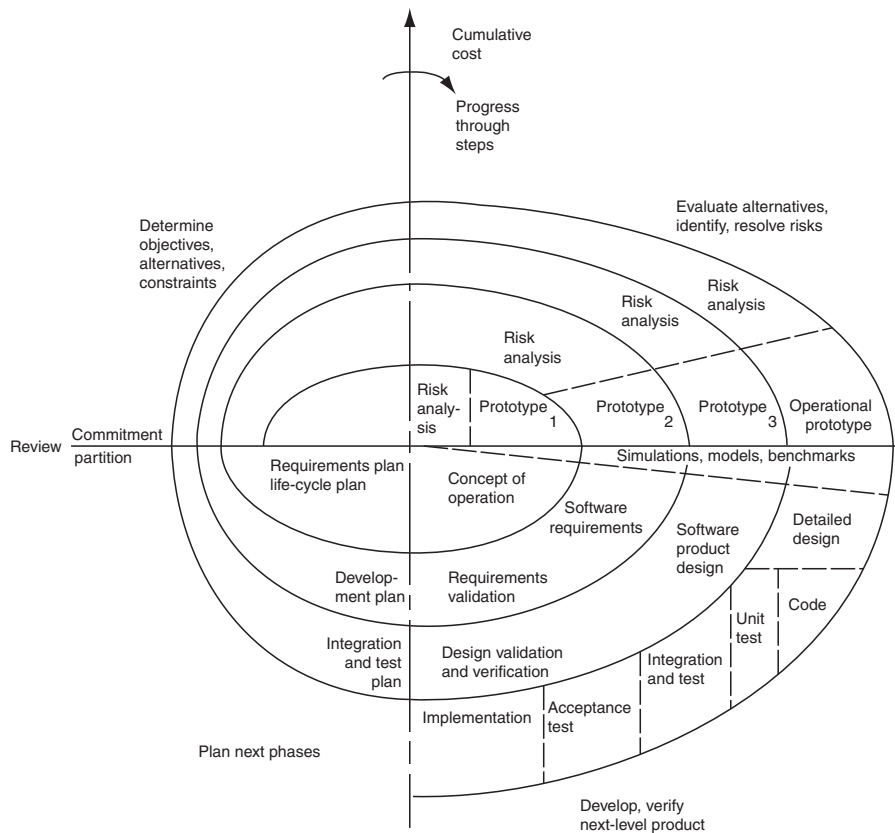 Cumulative
cost
Progress
through
steps
Determine
objectives,
alternatives,
constraints
Evaluate alternatives,
identify, resolve risks
Risk
analysis
Risk
analysis
Risk
analysis
Risk
analy-
sis
Prototype
1
Prototype
2
Prototype
3
Operational
prototype
Review
Commitment
partition
Simulations, models, benchmarks
Requirements plan
life-cycle plan
Concept of
operation
Software
requirements
Software
product
design
Detailed
design
Develop-
ment plan
Requirements
validation
Code
Unit
test
Integration
and test
plan
Design validation
and verification
Integration
and test
Implementation
Acceptance
test
Plan next phases
Develop, verify
next-level product